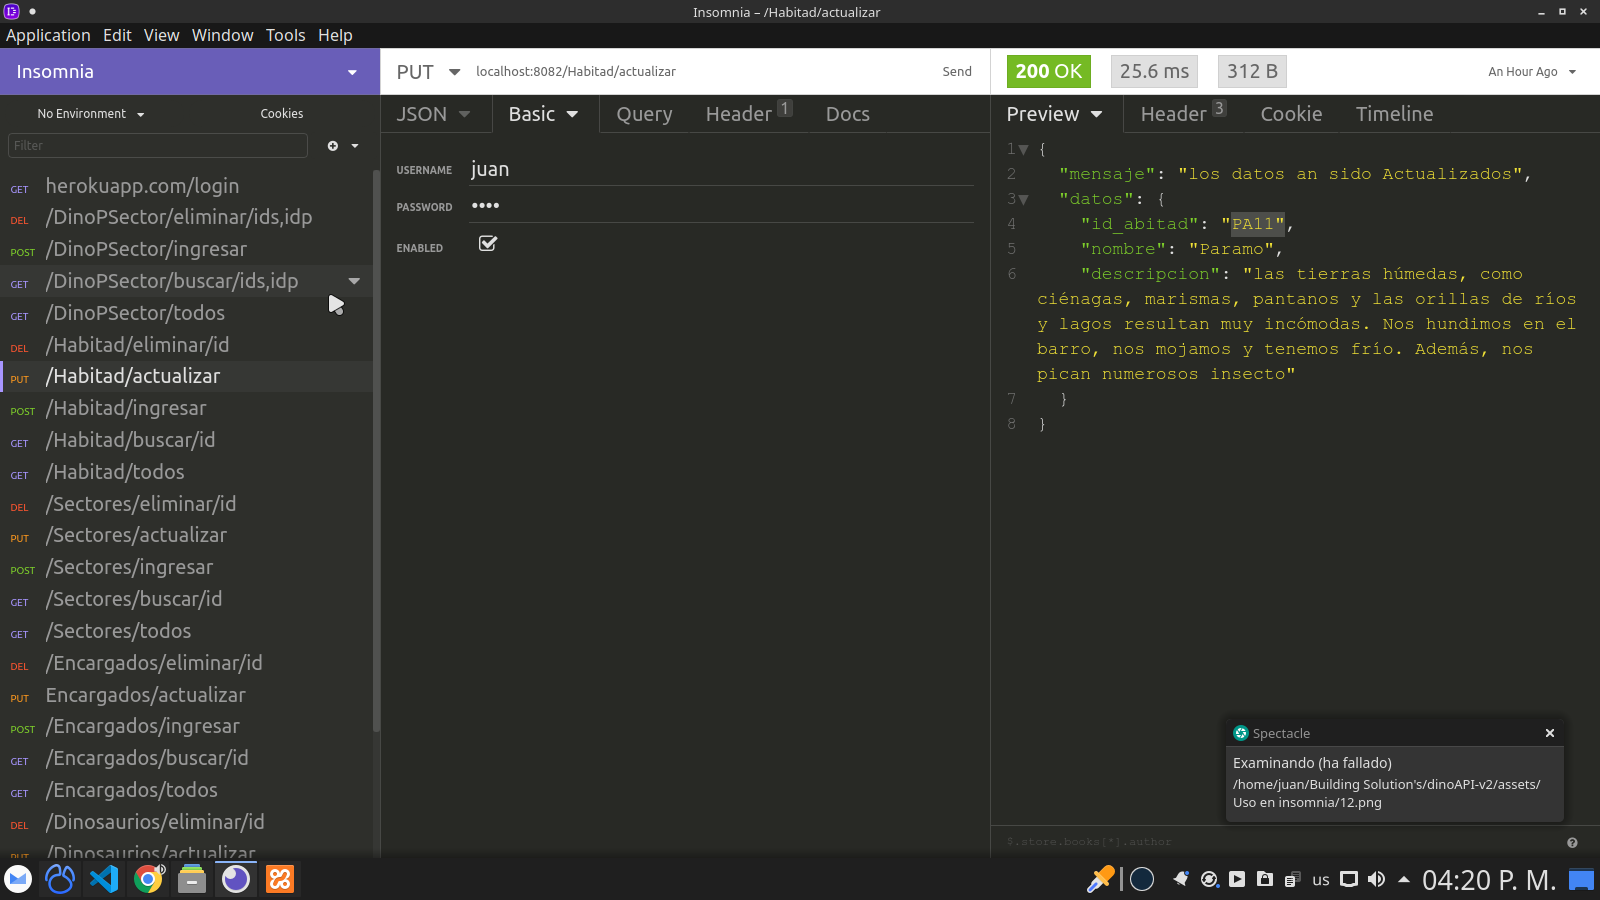 Insomnia – /Habitad/actualizar
Application Edit View Window Tools Help
Insomnia
PUT localhost:8082/Habitad/actualizar Send
200 OK 25.6 ms 312 B An Hour Ago
No Environment Cookies
JSON Basic Query Header 1 Docs
Preview Header 3 Cookie Timeline
Filter
GET herokuapp.com/login
DEL /DinoPSector/eliminar/ids,idp
POST /DinoPSector/ingresar
GET /DinoPSector/buscar/ids,idp
GET /DinoPSector/todos
DEL /Habitad/eliminar/id
PUT /Habitad/actualizar
POST /Habitad/ingresar
GET /Habitad/buscar/id
GET /Habitad/todos
DEL /Sectores/eliminar/id
PUT /Sectores/actualizar
POST /Sectores/ingresar
GET /Sectores/buscar/id
GET /Sectores/todos
DEL /Encargados/eliminar/id
PUT Encargados/actualizar
POST /Encargados/ingresar
GET /Encargados/buscar/id
GET /Encargados/todos
DEL /Dinosaurios/eliminar/id
PUT /Dinosaurios/actualizar
USERNAME juan
PASSWORD ••••
ENABLED
1 {
2 "mensaje": "los datos an sido Actualizados",
3 "datos": {
4 "id_abitad": "PA11",
5 "nombre": "Paramo",
6 "descripcion": "las tierras húmedas, como
ciénagas, marismas, pantanos y las orillas de ríos
y lagos resultan muy incómodas. Nos hundimos en el
barro, nos mojamos y tenemos frío. Además, nos
pican numerosos insecto"
7 }
8 }
Spectacle
Examinando (ha fallado)
/home/juan/Building Solution's/dinoAPI-v2/assets/
Uso en insomnia/12.png
$.store.books[*].author
us 04:20 P. M.